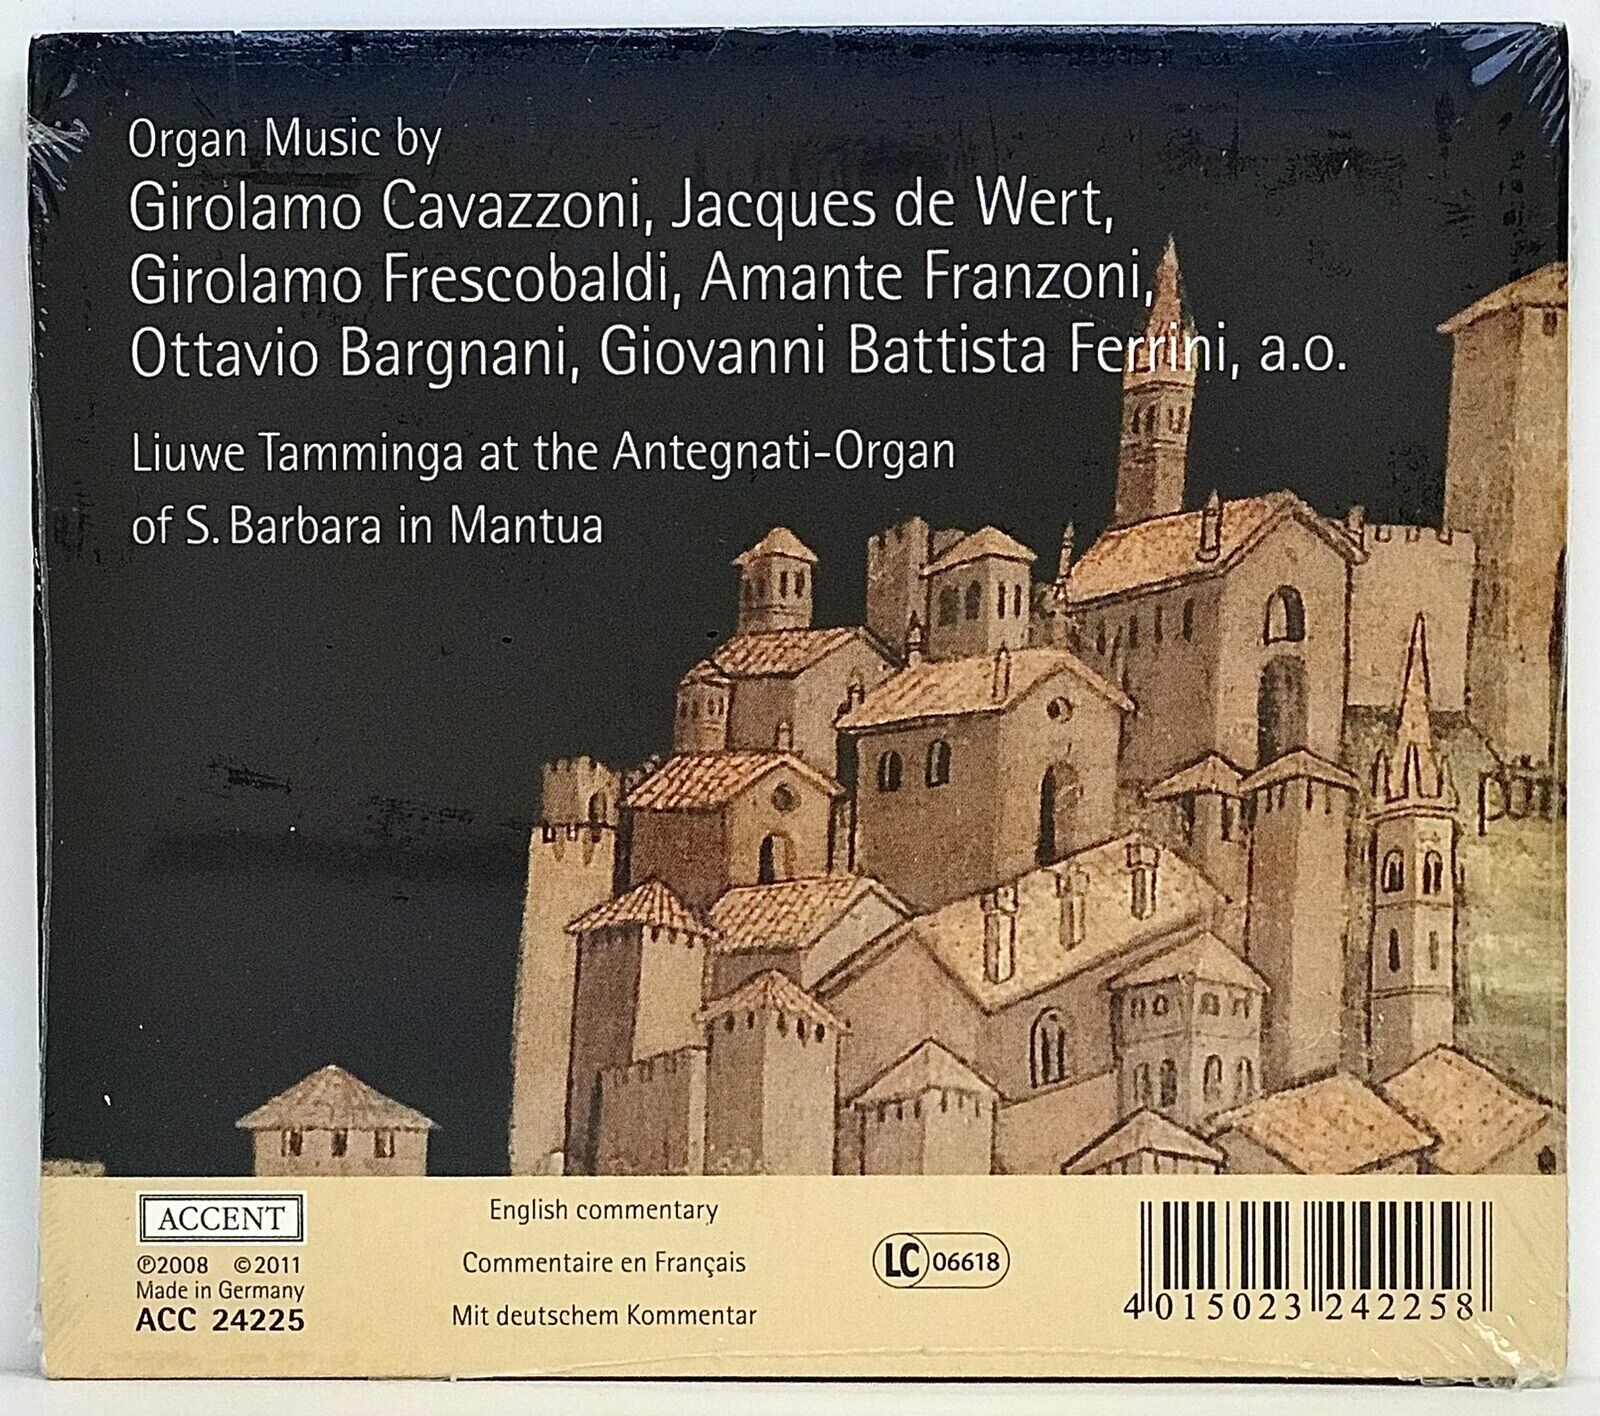 Organ Music by
Girolamo Cavazzoni, Jacques de Wert,
Girolamo Frescobaldi, Amante Franzoni,
Ottavio Bargnani, Giovanni Battista Ferrini, a.o.
Liuwe Tamminga at the Antegnati-Organ
of S. Barbara in Mantua
ACCENT
℗2008 ©2011
Made in Germany
ACC 24225
English commentary
Commentaire en Français
Mit deutschem Kommentar
LC 06618
4 015023 242258